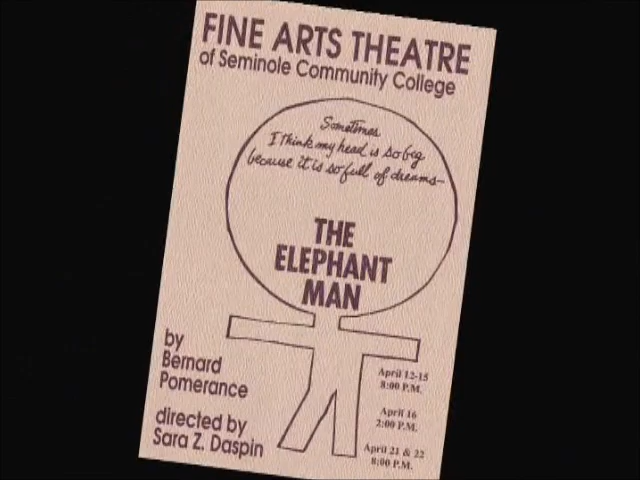 FINE ARTS THEATRE
of Seminole Community College
Sometimes
I think my head is so big
because it is so full of dreams—
THE
ELEPHANT
MAN
by
Bernard
Pomerance
directed by
Sara Z. Daspin
April 12-15
8:00 P.M.
April 16
2:00 P.M.
April 21 & 22
8:00 P.M.